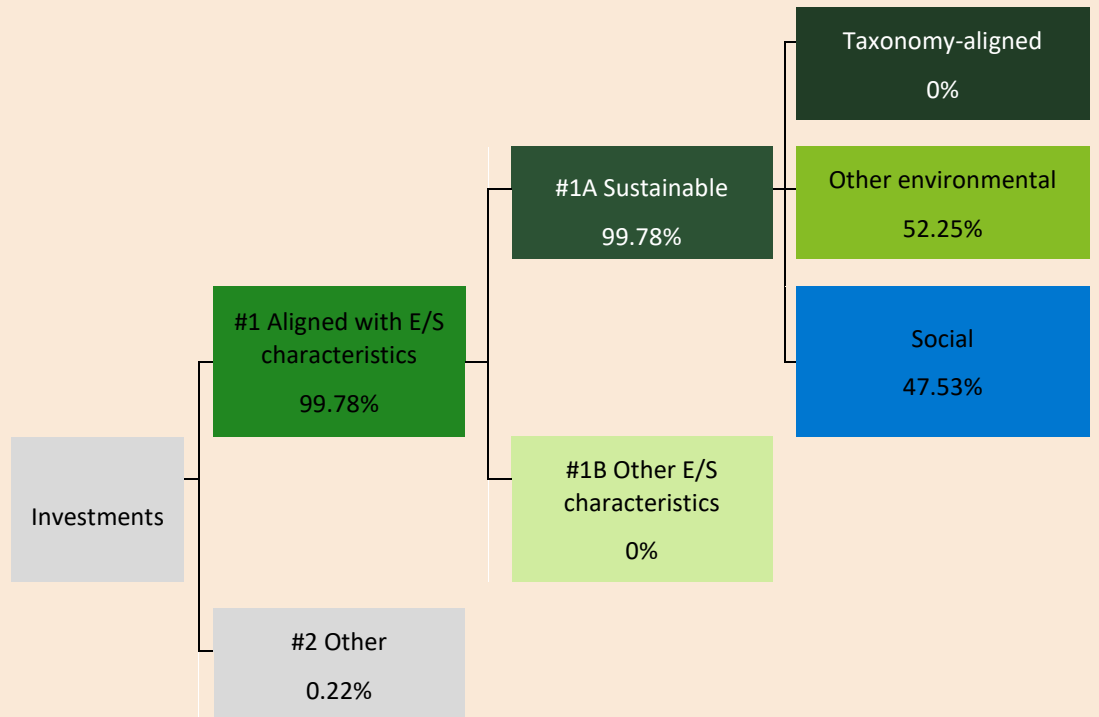 Investments
#1 Aligned with E/S
characteristics
99.78%
#2 Other
0.22%
#1A Sustainable
99.78%
#1B Other E/S
characteristics
0%
Taxonomy-aligned
0%
Other environmental
52.25%
Social
47.53%